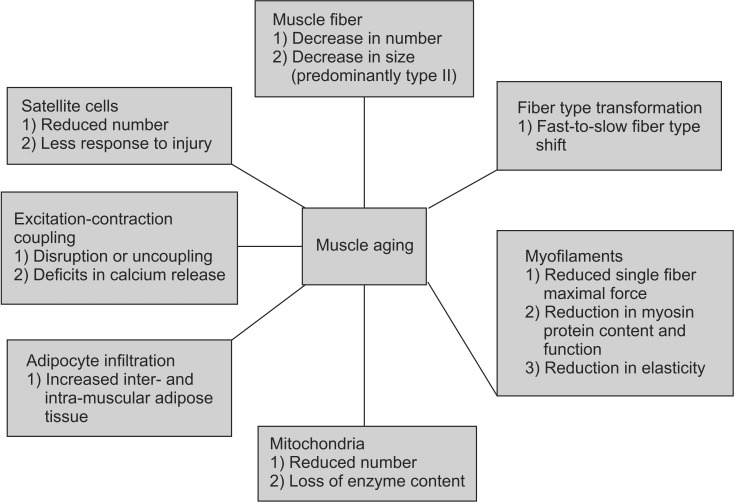 Muscle fiber
1) Decrease in number
2) Decrease in size
(predominantly type II)
Satellite cells
1) Reduced number
2) Less response to injury
Fiber type transformation
1) Fast-to-slow fiber type
shift
Excitation-contraction
coupling
1) Disruption or uncoupling
2) Deficits in calcium release
Muscle aging
Myofilaments
1) Reduced single fiber
maximal force
2) Reduction in myosin
protein content and
function
3) Reduction in elasticity
Adipocyte infiltration
1) Increased inter- and
intra-muscular adipose
tissue
Mitochondria
1) Reduced number
2) Loss of enzyme content